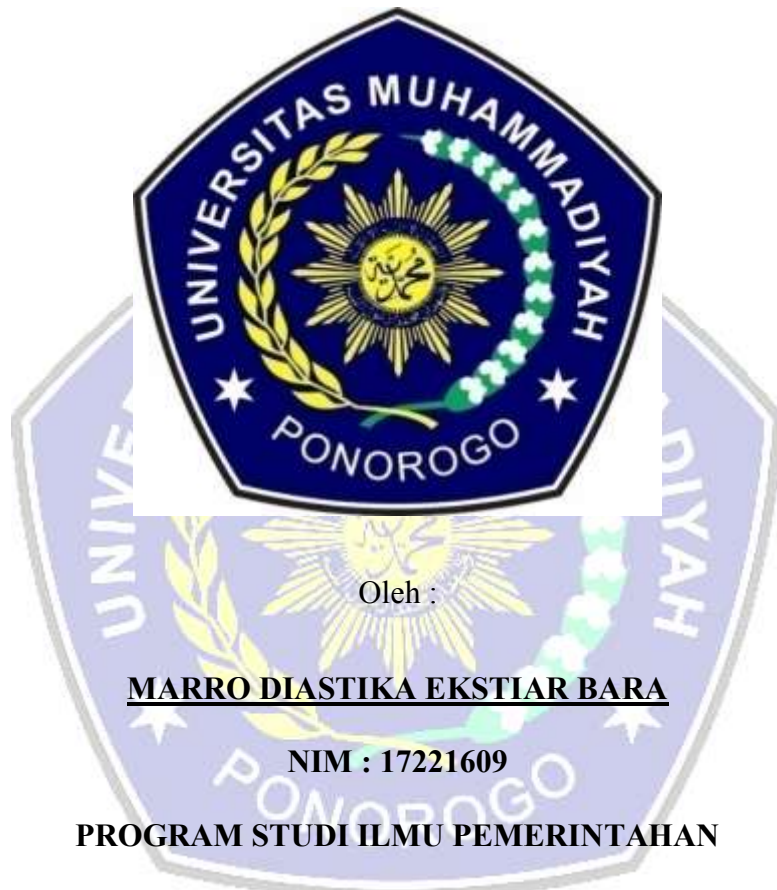 UNIVERSITAS MUHAMMADIYAH
PONOROGO
Oleh :
MARRO DIASTIKA EKSTIAR BARA
NIM : 17221609
PROGRAM STUDI ILMU PEMERINTAHAN